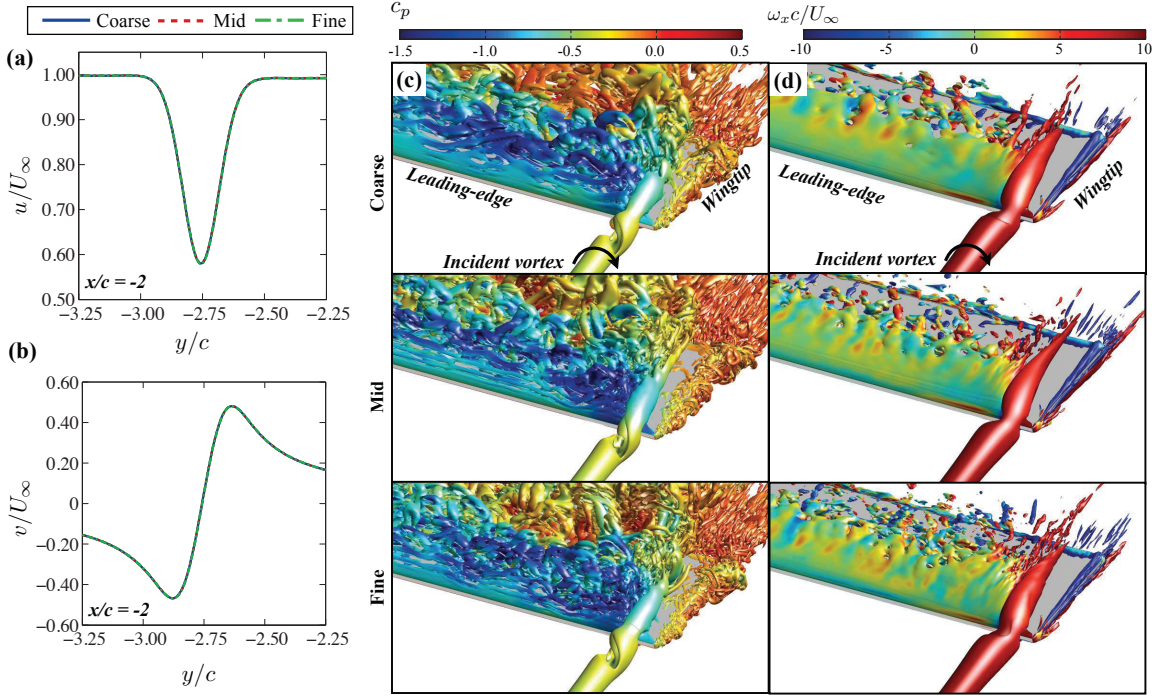 Coarse Mid Fine
(a)
1.00
0.90
0.80
0.70
0.60
0.50
u/U∞
x/c = -2
−3.25 −3.00 −2.75 −2.50 −2.25
y/c
(b)
0.60
0.40
0.20
0
−0.20
−0.40
−0.60
v/U∞
x/c = -2
−3.25 −3.00 −2.75 −2.50 −2.25
y/c
cp
-1.5 -1.0 -0.5 0.0 0.5
ωxc/U∞
-10 -5 0 5 10
(c)
Leading-edge
Wingtip
Incident vortex
(d)
Leading-edge
Wingtip
Incident vortex
Coarse
Mid
Fine